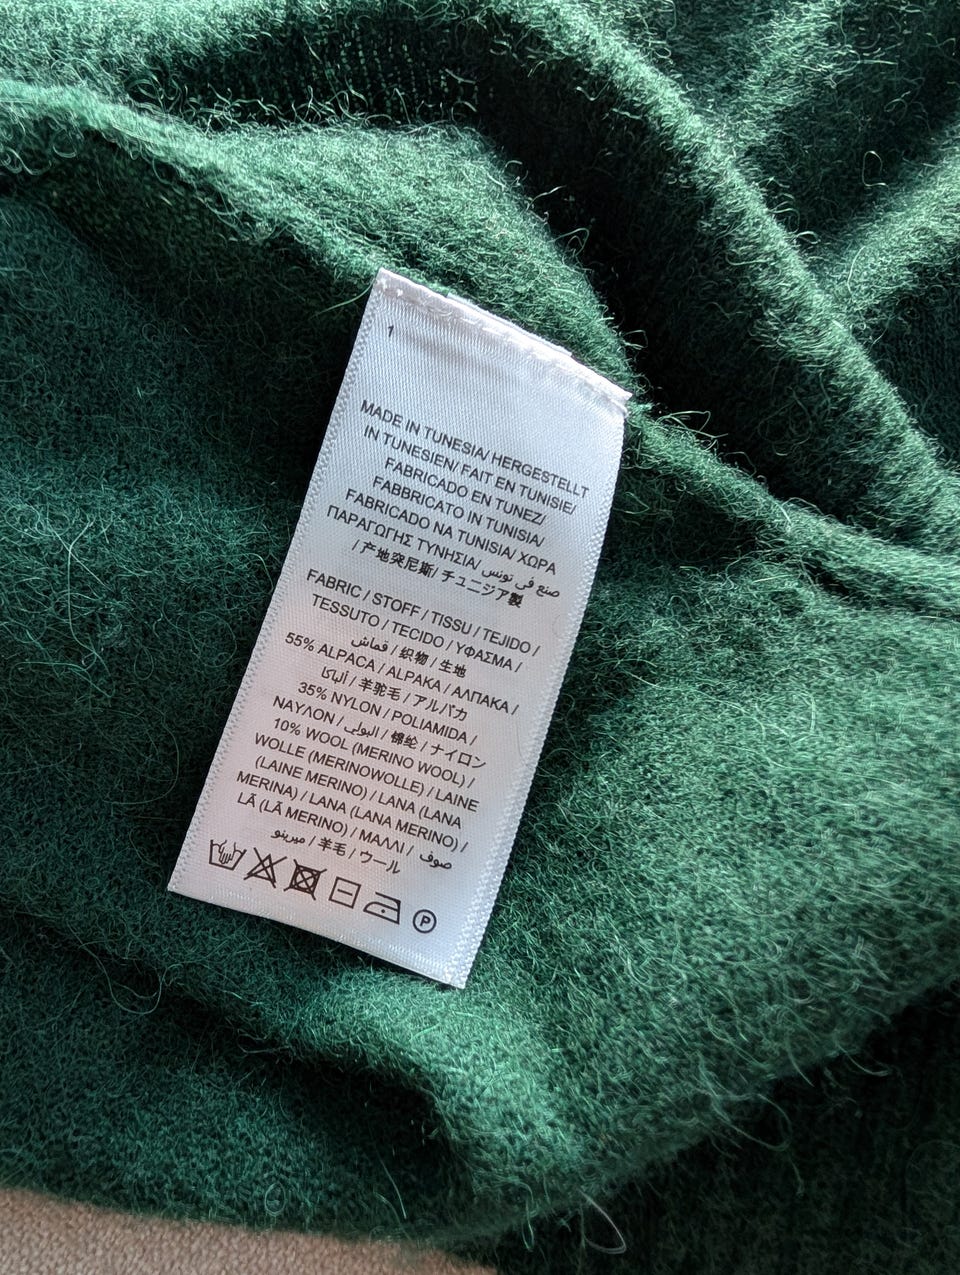 1
MADE IN TUNESIA/ HERGESTELLT
IN TUNESIEN/ FAIT EN TUNISIE/
FABRICADO EN TUNEZ/
FABBRICATO IN TUNISIA/
FABRICADO NA TUNISIA/ ΧΩΡΑ
ΠΑΡΑΓΩΓΗΣ ΤΥΝΗΣΙΑ/ صنع في تونس
/ 产地突尼斯/ チュニジア製
FABRIC / STOFF / TISSU / TEJIDO /
TESSUTO / TECIDO / ΥΦΑΣΜΑ /
قماش / 织物 / 生地
55% ALPACA / ALPAKA / ΑΛΠΑΚΑ /
ألباكا / 羊驼毛 / アルパカ
35% NYLON / POLIAMIDA /
ΝΑΥΛΟΝ / البولي / 锦纶 / ナイロン
10% WOOL (MERINO WOOL) /
WOLLE (MERINOWOLLE) / LAINE
(LAINE MERINO) / LANA (LANA
MERINA) / LANA (LANA MERINO) /
LÃ (LÃ MERINO) / ΜΑΛΛΙ / صوف
ميرينو / 羊毛 / ウール
P